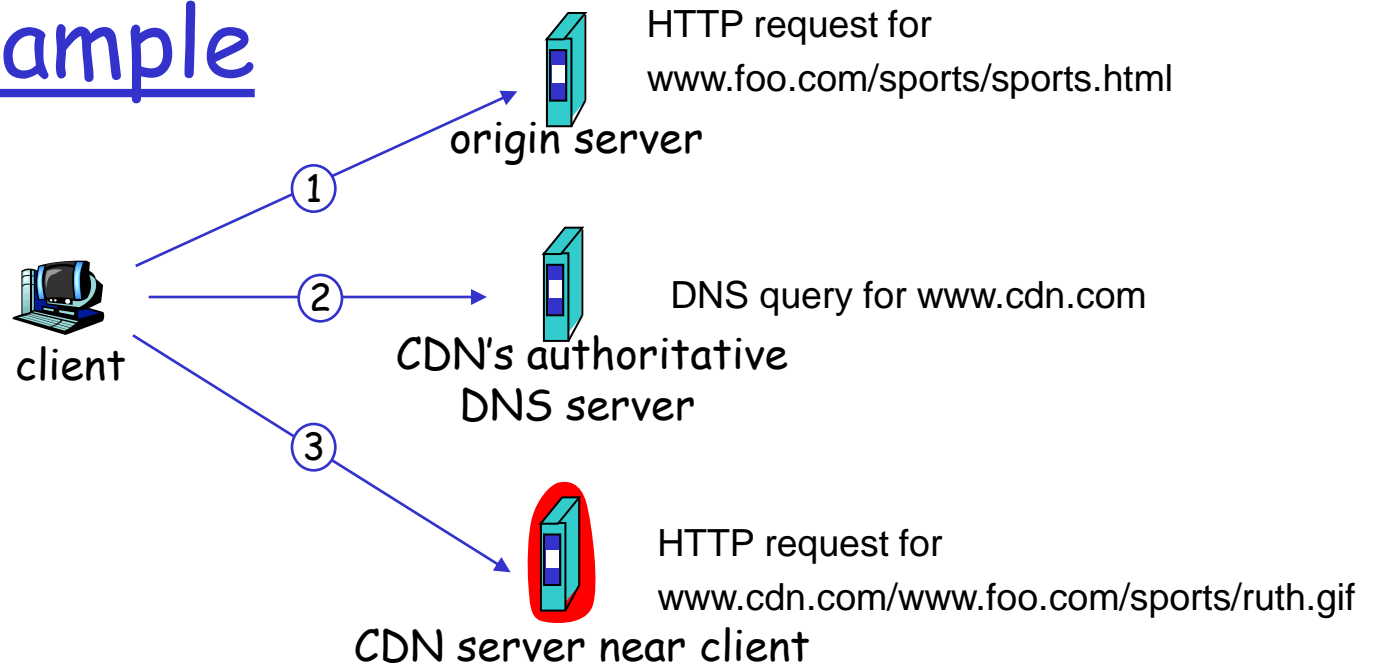 ample
HTTP request for
www.foo.com/sports/sports.html
origin server
1
client
2
DNS query for www.cdn.com
CDN's authoritative
DNS server
3
HTTP request for
www.cdn.com/www.foo.com/sports/ruth.gif
CDN server near client